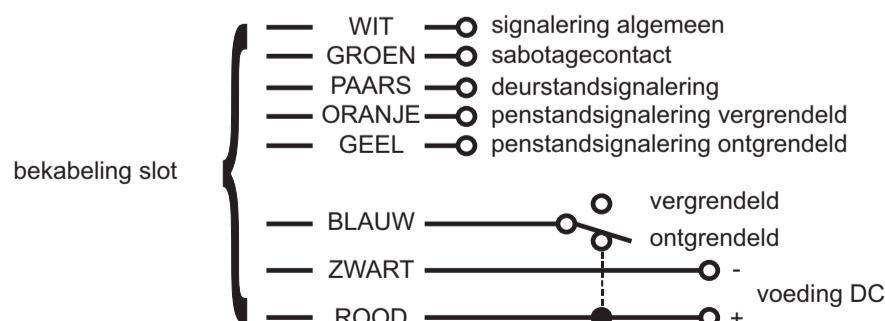 WIT signalering algemeen
GROEN sabotagecontact
PAARS deurstandsignalering
ORANJE penstandsignalering vergrendeld
GEEL penstandsignalering ontgrendeld
bekabeling slot
vergrendeld
BLAUW
ontgrendeld
ZWART -
voeding DC
ROOD +